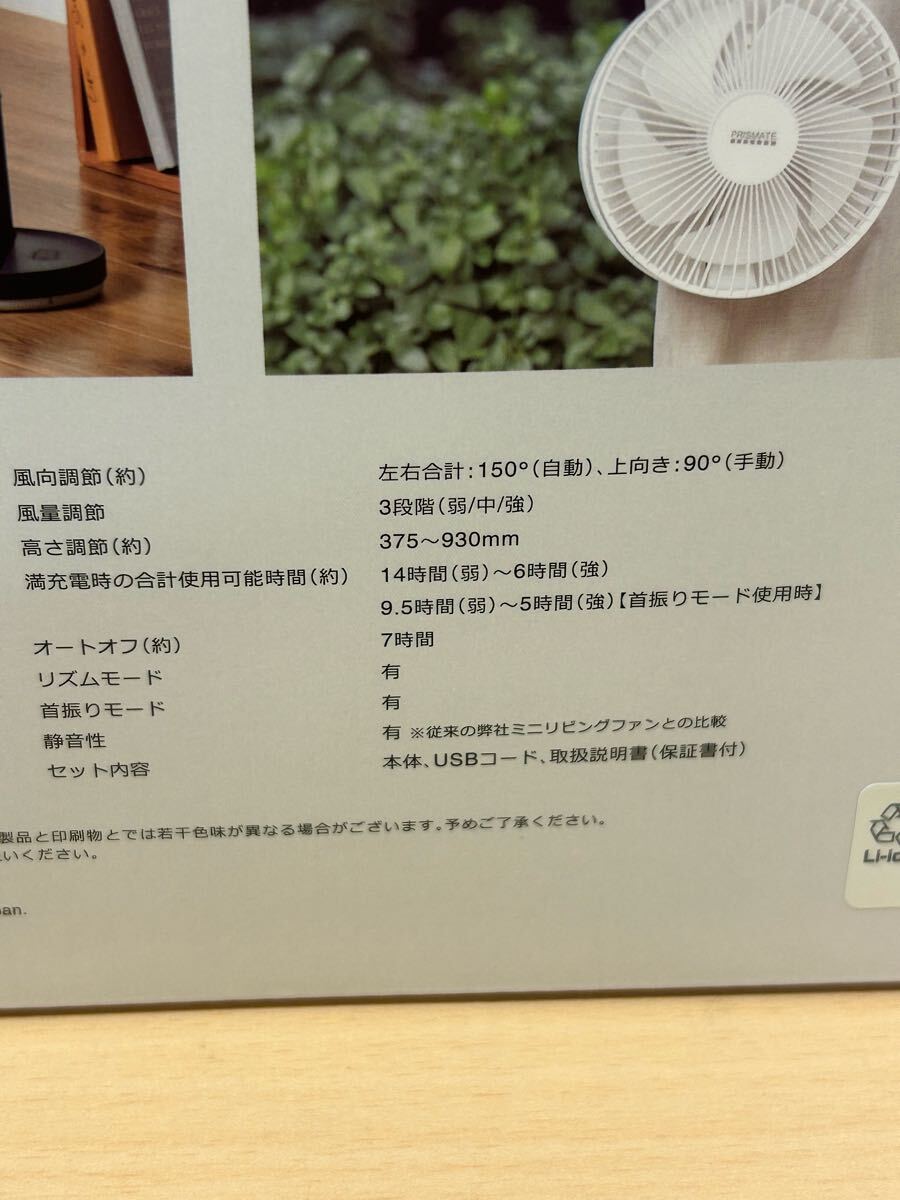 PRISMATE
風向調節(約) 左右合計:150°(自動)、上向き:90°(手動)
風量調節 3段階(弱/中/強)
高さ調節(約) 375〜930mm
満充電時の合計使用可能時間(約) 14時間(弱)〜6時間(強)
9.5時間(弱)〜5時間(強)【首振りモード使用時】
オートオフ(約) 7時間
リズムモード 有
首振りモード 有
静音性 有 ※従来の弊社ミニリビングファンとの比較
セット内容 本体、USBコード、取扱説明書(保証書付)
製品と印刷物とでは若干色味が異なる場合がございます。予めご了承ください。
いください。
pan.
Li-io